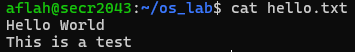 aflah@secr2043:~/os_lab$ cat hello.txt
Hello World
This is a test